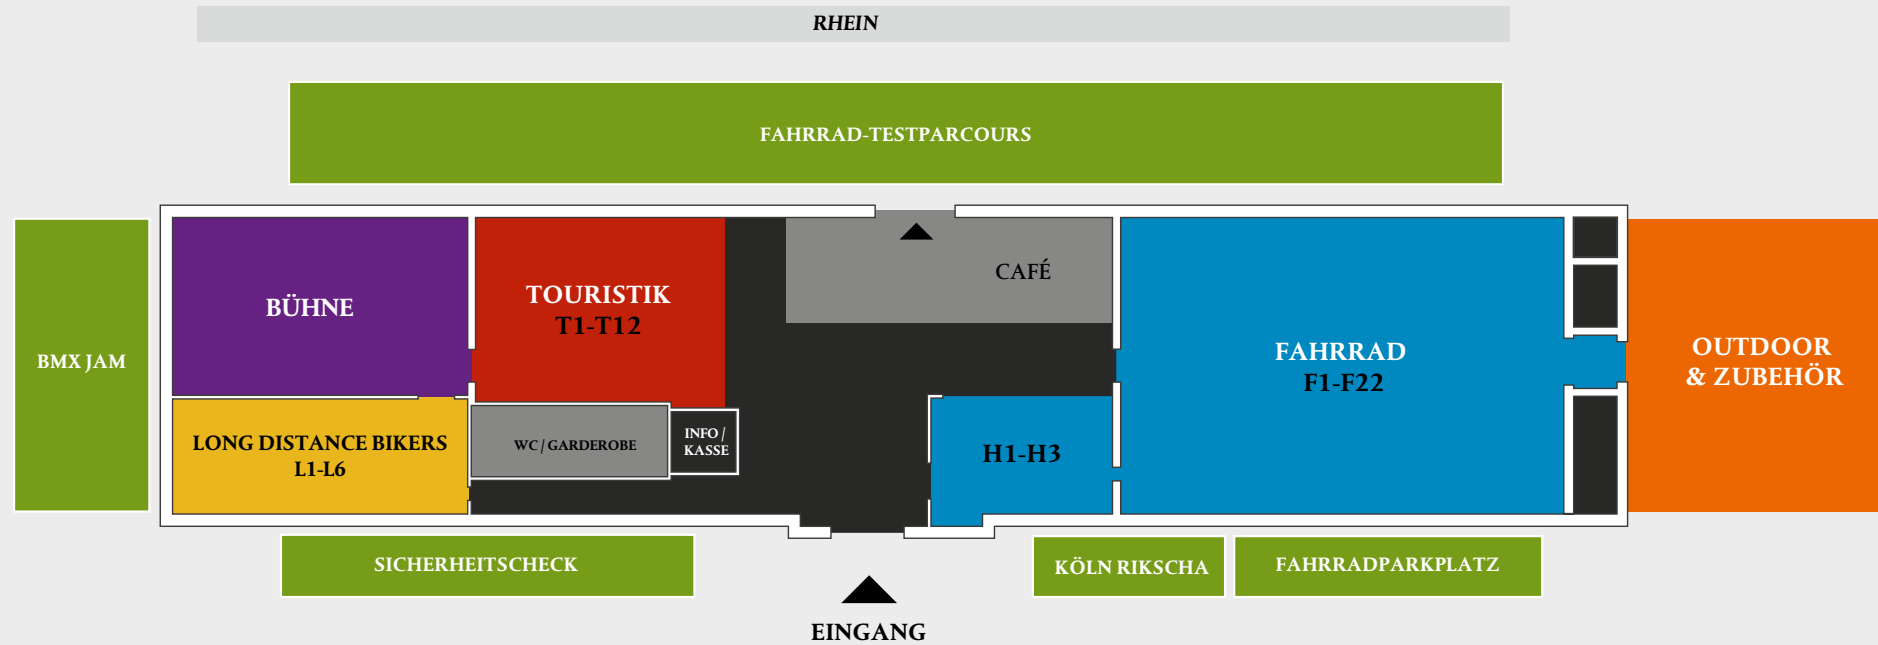 RHEIN
FAHRRAD-TESTPARCOURS
BMX JAM
BÜHNE
TOURISTIK
T1-T12
CAFÉ
FAHRRAD
F1-F22
OUTDOOR
& ZUBEHÖR
LONG DISTANCE BIKERS
L1-L6
WC / GARDEROBE
INFO /
KASSE
H1-H3
SICHERHEITSCHECK
KÖLN RIKSCHA
FAHRRADPARKPLATZ
EINGANG